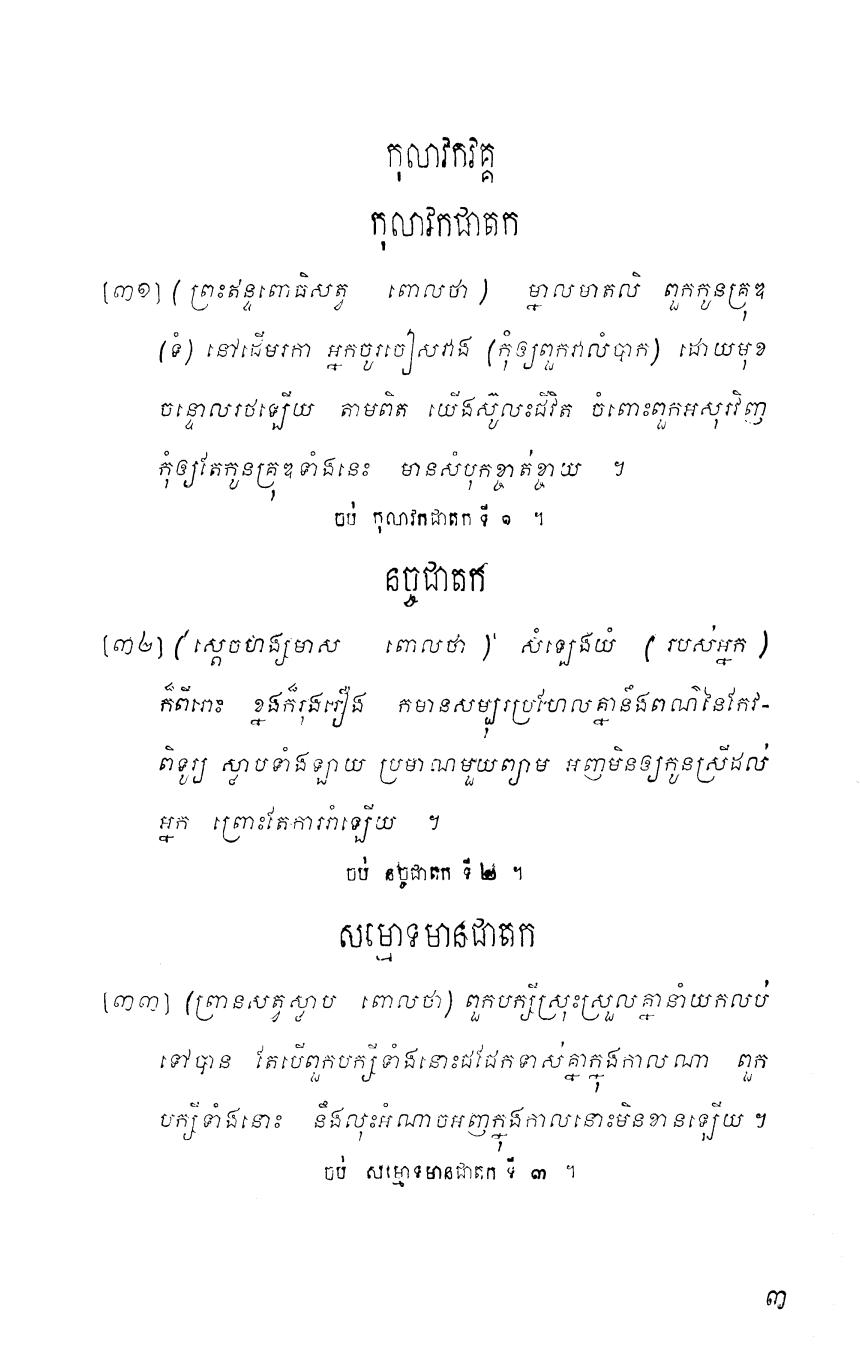 កុលាវកវគ្គ
កុលាវកជាតក
[៣១] (ព្រះឥន្ទពោធិសត្វ ពោលថា) ម្នាលមាតលិ ពួកកូនគ្រុឌ
(ទំ) នៅដើមរកា អ្នកចូរចៀសវាង (កុំឲ្យពួកវាលំបាក) ដោយមុខ
ចន្ទោលរថឡើយ តាមពិត យើងស៊ូលះជីវិត ចំពោះពួកអសុរវិញ
កុំឲ្យតែកូនគ្រុឌទាំងនេះ មានសំបុកខ្ចាត់ខ្ចាយ ។
ចប់ កុលាវកជាតក ទី ១ ។
នច្ចជាតក
[៣២] (ស្តេចហង្សមាស ពោលថា) សំឡេងយំ (របស់អ្នក)
ក៏ពីរោះ ខ្នងក៏រុងរឿង កមានសម្បុរប្រហែលគ្នានឹងពណ៌នៃកែវ-
ពិទូរ្យ ស្លាបទាំងឡាយ ប្រមាណមួយព្យាម អញមិនឲ្យកូនស្រីដល់
អ្នក ព្រោះតែការរាំឡើយ ។
ចប់ នច្ចជាតក ទី ២ ។
សម្មោទមានជាតក
[៣៣] (ព្រានសត្វស្លាប ពោលថា) ពួកបក្សីស្រុះស្រួលគ្នានាំយកលប់
ទៅបាន តែបើពួកបក្សីទាំងនោះជជែកទាស់គ្នាក្នុងកាលណា ពួក
បក្សីទាំងនោះ នឹងលុះអំណាចអញក្នុងកាលនោះមិនខានឡើយ ។
ចប់ សម្មោទមានជាតក ទី ៣ ។
៣